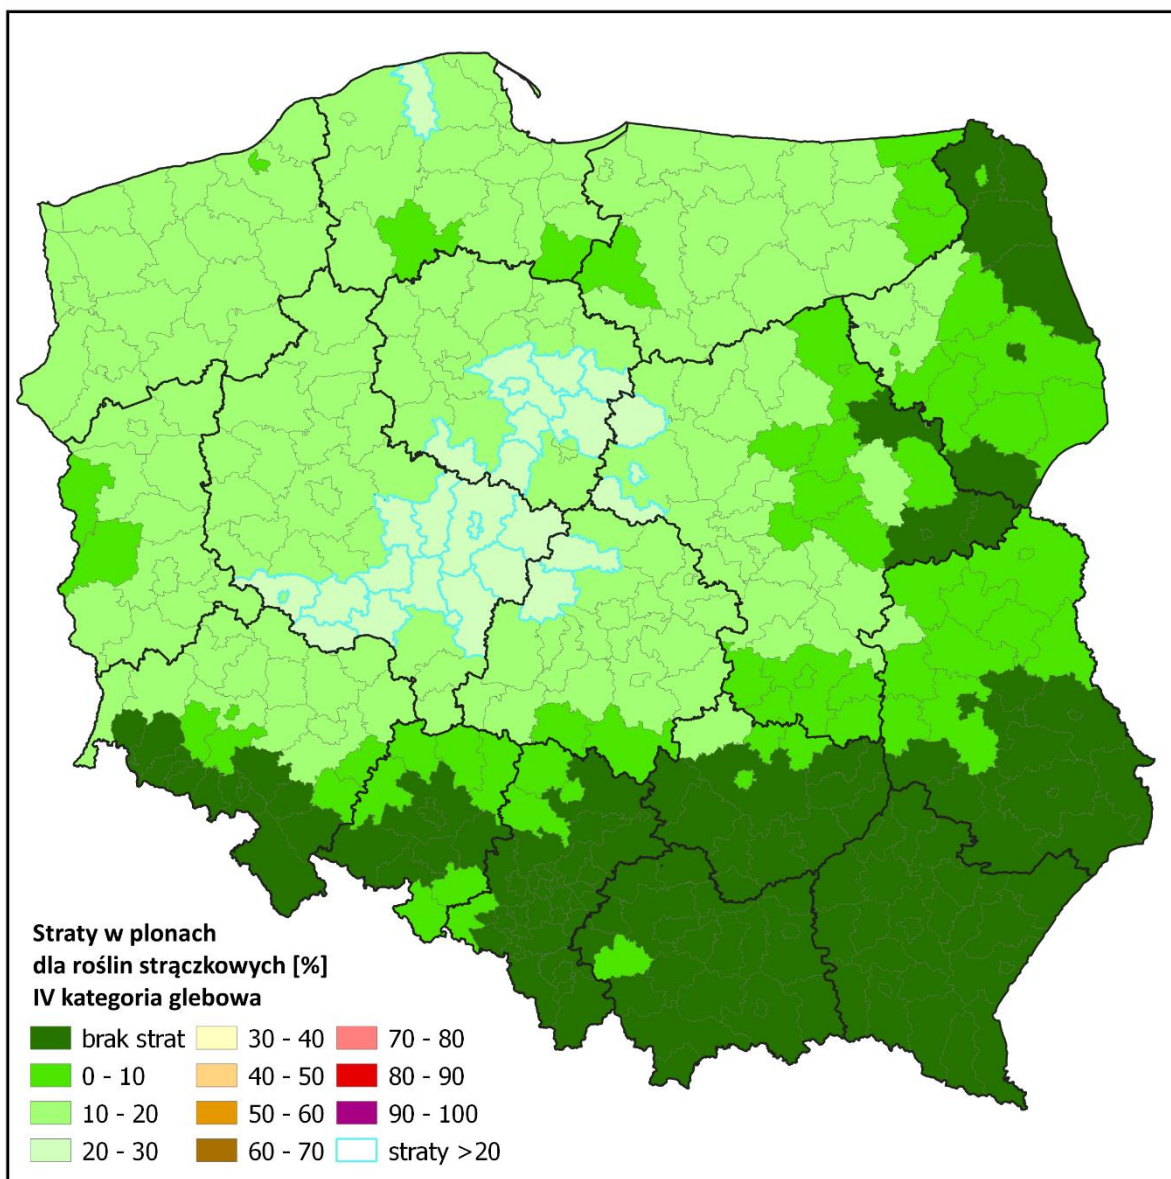 Straty w plonach
dla roślin strączkowych [%]
IV kategoria glebowa
brak strat
0 - 10
10 - 20
20 - 30
30 - 40
40 - 50
50 - 60
60 - 70
70 - 80
80 - 90
90 - 100
straty >20